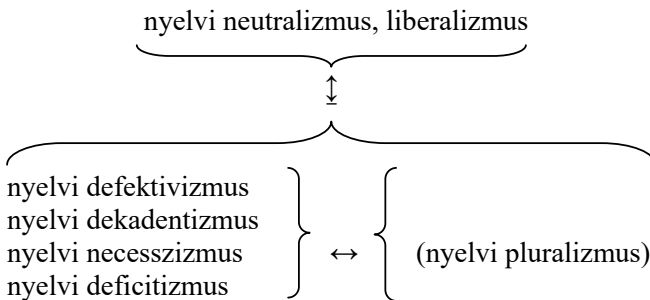 nyelvi neutralizmus, liberalizmus
↨
nyelvi defektivizmus
nyelvi dekadentizmus
nyelvi necesszizmus ↔ (nyelvi pluralizmus)
nyelvi deficitizmus